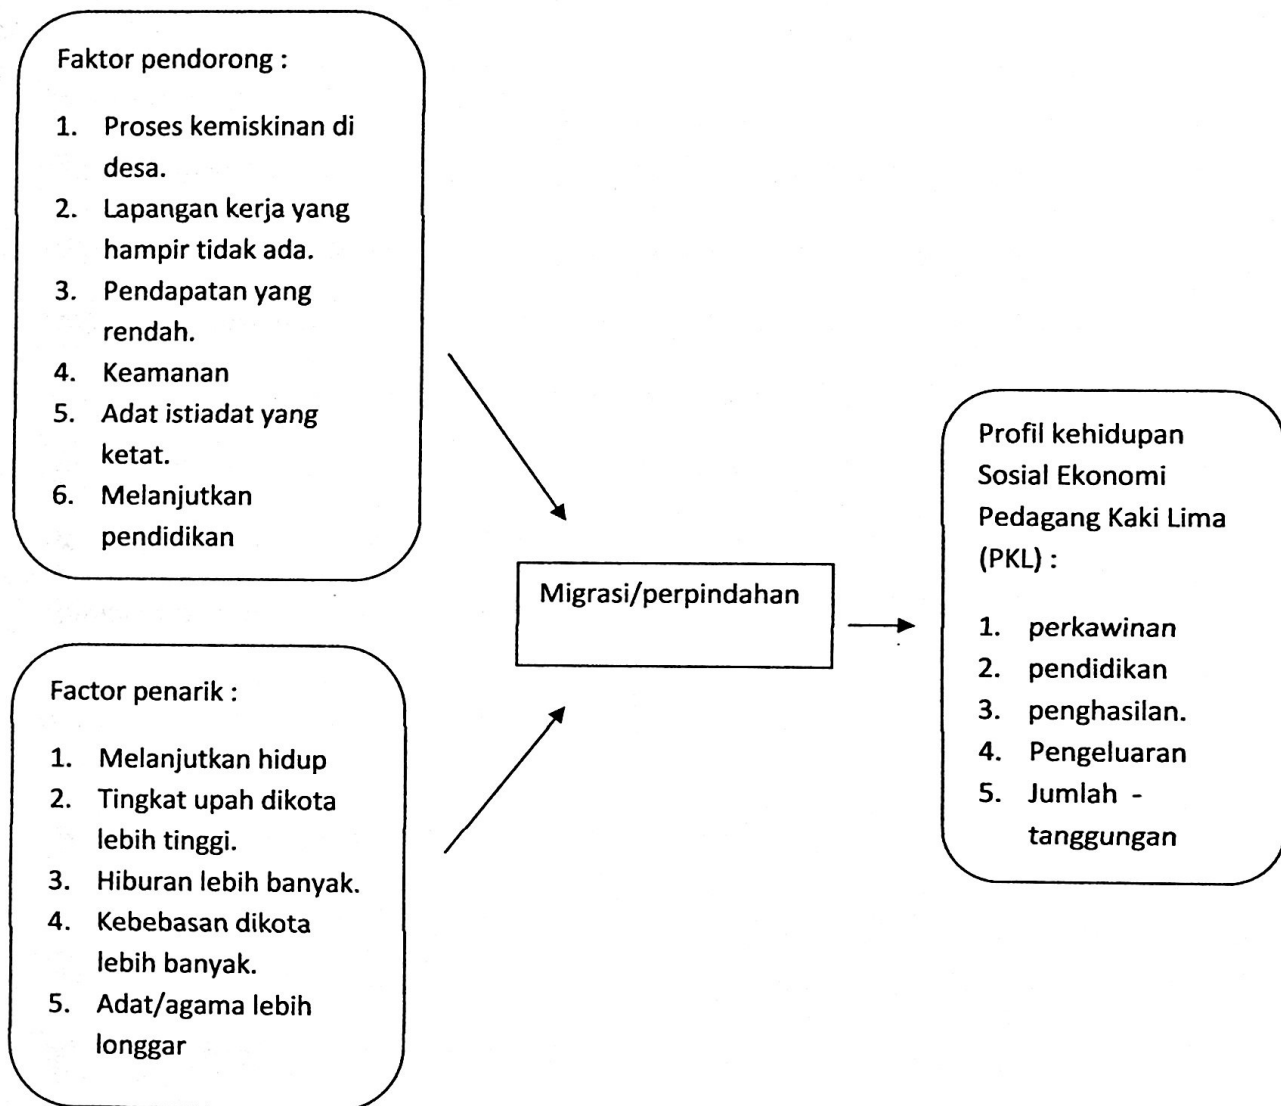 Faktor pendorong :
1. Proses kemiskinan di
desa.
2. Lapangan kerja yang
hampir tidak ada.
3. Pendapatan yang
rendah.
4. Keamanan
5. Adat istiadat yang
ketat.
6. Melanjutkan
pendidikan
Factor penarik :
1. Melanjutkan hidup
2. Tingkat upah dikota
lebih tinggi.
3. Hiburan lebih banyak.
4. Kebebasan dikota
lebih banyak.
5. Adat/agama lebih
longgar
Migrasi/perpindahan
Profil kehidupan
Sosial Ekonomi
Pedagang Kaki Lima
(PKL) :
1. perkawinan
2. pendidikan
3. penghasilan.
4. Pengeluaran
5. Jumlah -
tanggungan